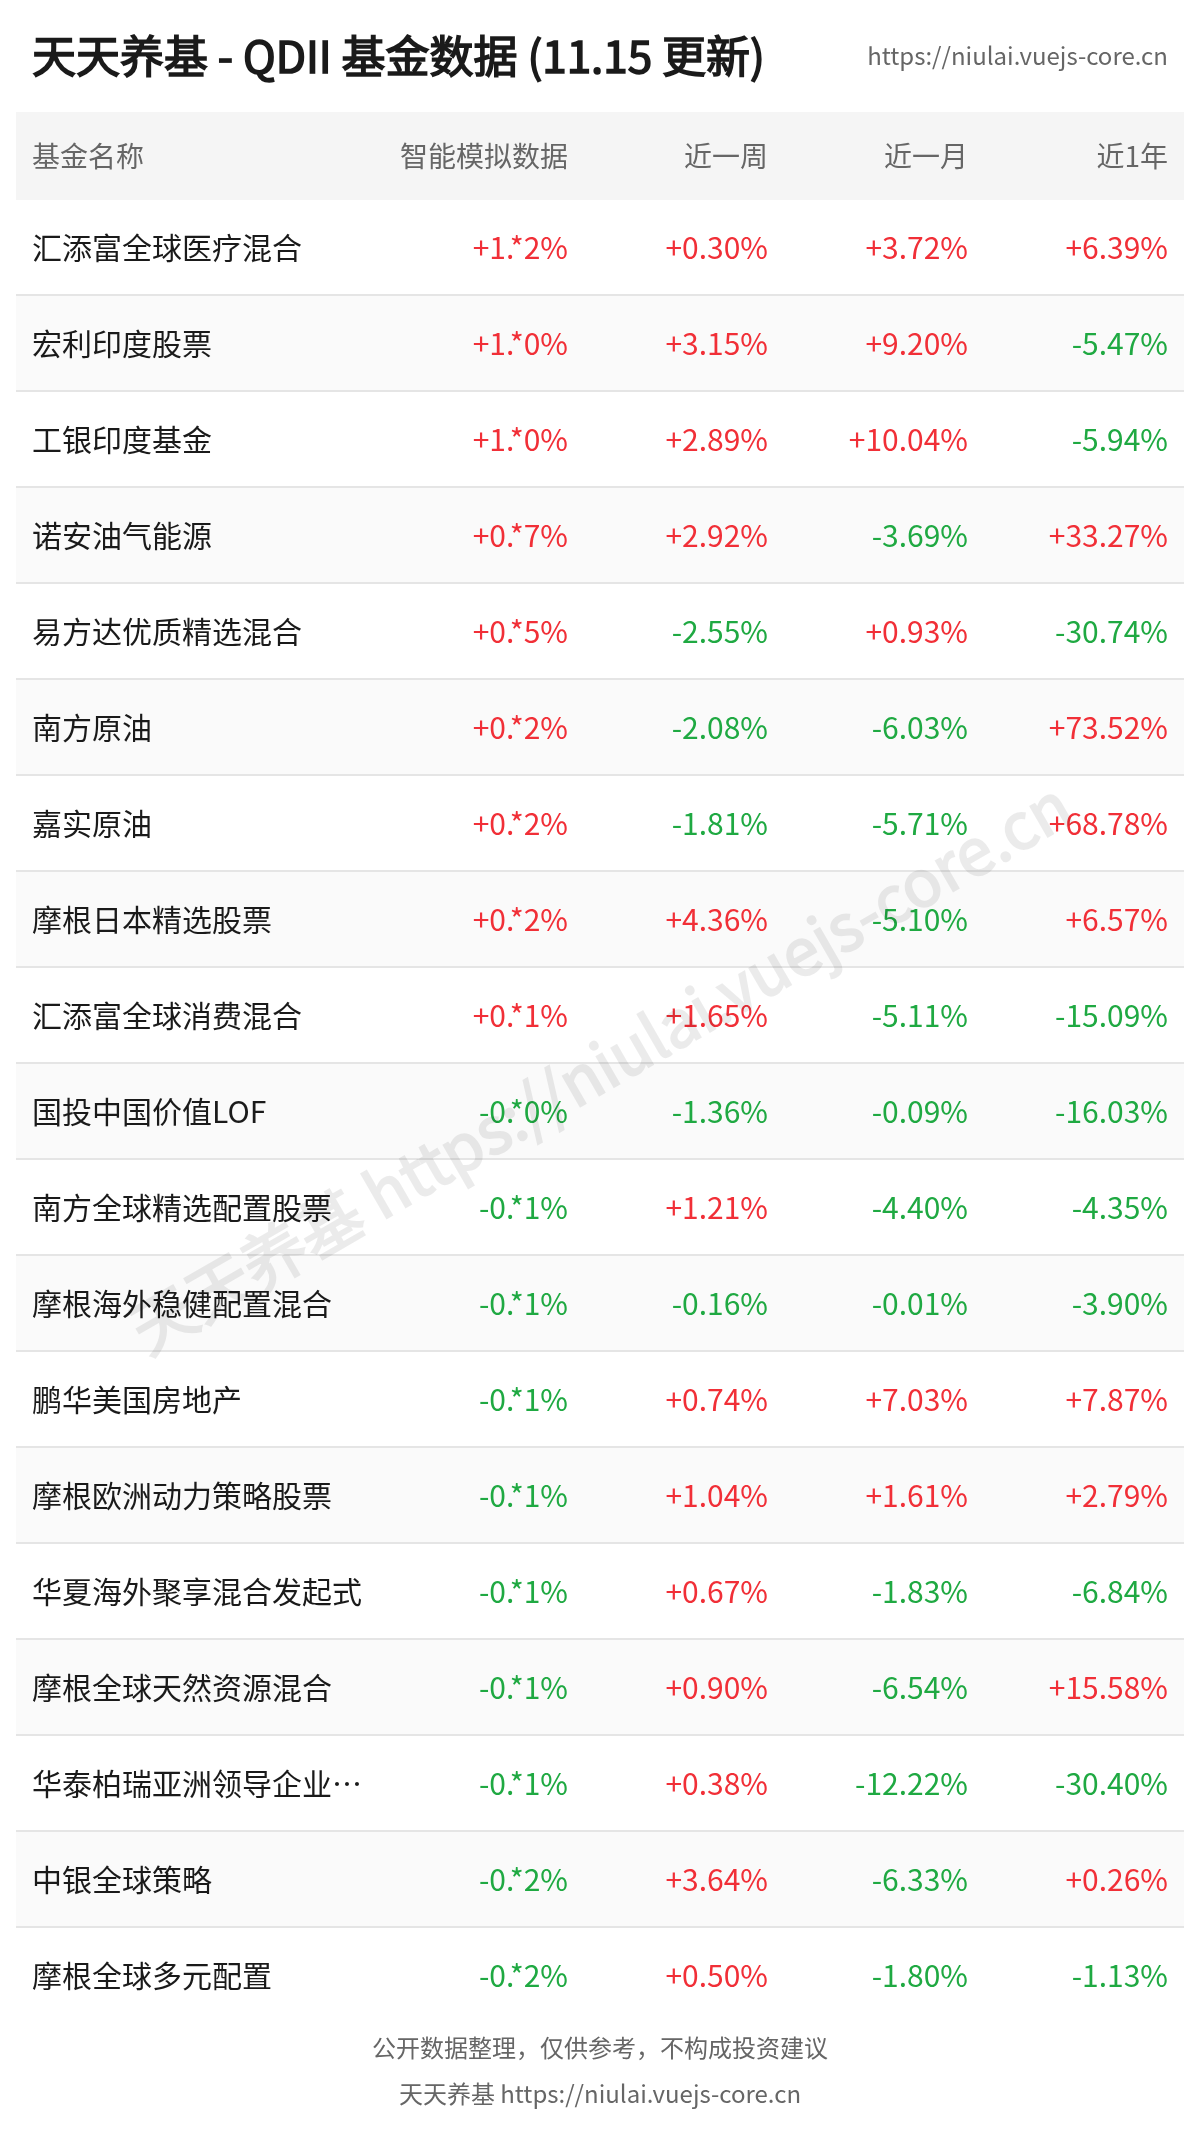 天天养基 - QDII 基金数据 (11.15 更新) https://niulai.vuejs-core.cn
基金名称 智能模拟数据 近一周 近一月 近1年
汇添富全球医疗混合 +1.*2% +0.30% +3.72% +6.39%
宏利印度股票 +1.*0% +3.15% +9.20% -5.47%
工银印度基金 +1.*0% +2.89% +10.04% -5.94%
诺安油气能源 +0.*7% +2.92% -3.69% +33.27%
易方达优质精选混合 +0.*5% -2.55% +0.93% -30.74%
南方原油 +0.*2% -2.08% -6.03% +73.52%
嘉实原油 +0.*2% -1.81% -5.71% +68.78%
摩根日本精选股票 +0.*2% +4.36% -5.10% +6.57%
汇添富全球消费混合 +0.*1% +1.65% -5.11% -15.09%
国投中国价值LOF -0.*0% -1.36% -0.09% -16.03%
南方全球精选配置股票 -0.*1% +1.21% -4.40% -4.35%
摩根海外稳健配置混合 -0.*1% -0.16% -0.01% -3.90%
鹏华美国房地产 -0.*1% +0.74% +7.03% +7.87%
摩根欧洲动力策略股票 -0.*1% +1.04% +1.61% +2.79%
华夏海外聚享混合发起式 -0.*1% +0.67% -1.83% -6.84%
摩根全球天然资源混合 -0.*1% +0.90% -6.54% +15.58%
华泰柏瑞亚洲领导企业… -0.*1% +0.38% -12.22% -30.40%
中银全球策略 -0.*2% +3.64% -6.33% +0.26%
摩根全球多元配置 -0.*2% +0.50% -1.80% -1.13%
公开数据整理，仅供参考，不构成投资建议
天天养基 https://niulai.vuejs-core.cn
天天养基 https://niulai.vuejs-core.cn